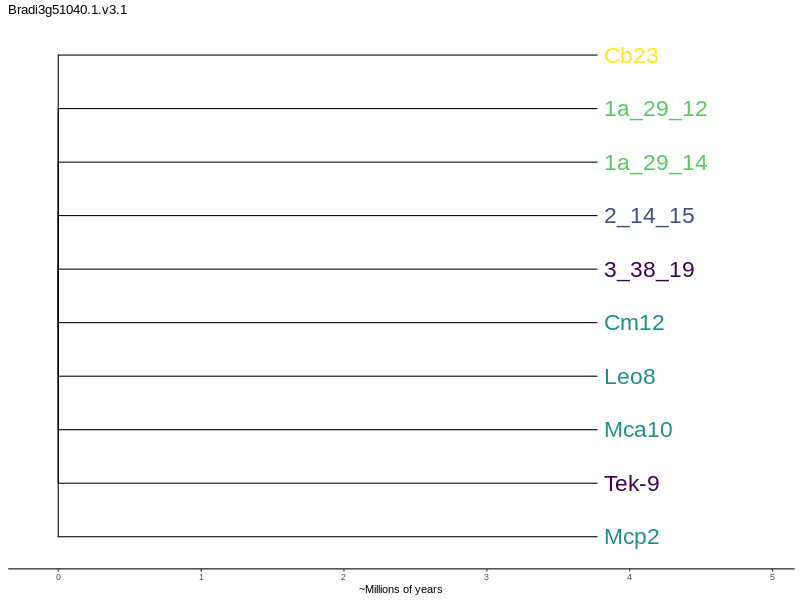 Bradi3g51040.1.v3.1
Cb23
1a_29_12
1a_29_14
2_14_15
3_38_19
Cm12
Leo8
Mca10
Tek-9
Mcp2
0 1 2 3 4 5
~Millions of years